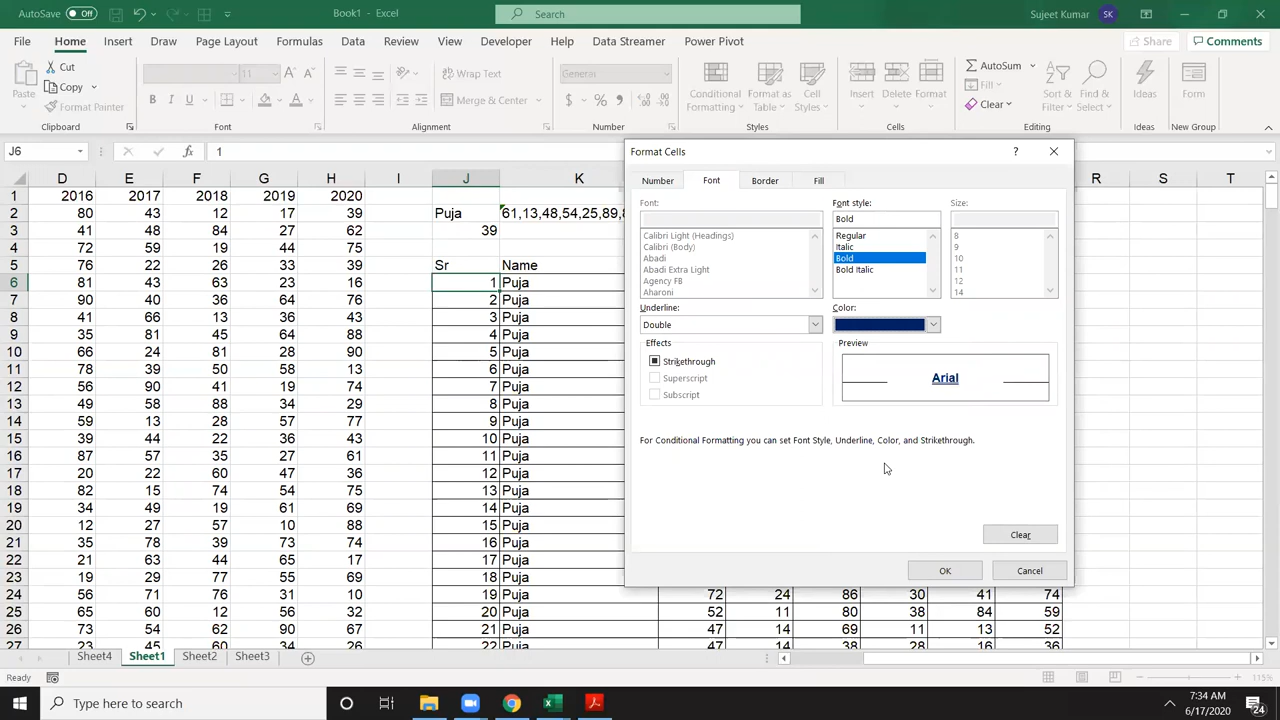 AutoSave Off Book1 - Excel Search Sujeet Kumar SK
File Home Insert Draw Page Layout Formulas Data Review View Developer Help Data Streamer Power Pivot Share Comments
Paste Cut Copy Format Painter
Clipboard
11 A A
B I U A
Font
ab Wrap Text
Merge & Center
Alignment
General
$ % ,
Number
Conditional Formatting Format as Table Cell Styles
Styles
Insert Delete Format
Cells
AutoSum
Fill
Clear
Sort & Filter Find & Select
Editing
Ideas
Ideas
Form
New Group
J6 fx 1
D E F G H I J K R S T
1 2016 2017 2018 2019 2020
2 80 43 12 17 39 Puja 61,13,48,54,25,89,8
3 41 48 84 27 62 39
4 72 59 19 44 75
5 76 22 26 33 39 Sr Name
6 81 43 63 23 16 1 Puja
7 90 40 36 64 76 2 Puja
8 41 66 13 36 43 3 Puja
9 35 81 45 64 88 4 Puja
10 66 24 81 28 90 5 Puja
11 78 39 50 58 13 6 Puja
12 56 90 41 19 74 7 Puja
13 49 58 88 34 29 8 Puja
14 59 13 28 57 77 9 Puja
15 39 44 22 36 43 10 Puja
16 87 57 35 27 61 11 Puja
17 20 22 60 47 36 12 Puja
18 82 15 74 54 75 13 Puja
19 34 49 19 61 69 14 Puja
20 12 27 57 10 88 15 Puja
21 35 78 39 73 74 16 Puja
22 21 63 44 65 17 17 Puja
23 19 29 77 55 69 18 Puja
24 56 71 76 31 10 19 Puja 72 24 86 30 41 74
25 65 60 12 56 32 20 Puja 52 11 80 38 84 59
26 73 54 62 90 67 21 Puja 47 14 69 11 13 52
27 23 45 60 34 23 22 Puja 47 14 38 28 16 36
Format Cells ?
Number Font Border Fill
Font: Font style: Size:
Bold
Calibri Light (Headings) Regular 8
Calibri (Body) Italic 9
Abadi Bold 10
Abadi Extra Light Bold Italic 11
Agency FB 12
Aharoni 14
Underline: Color:
Double
Effects Preview
Strikethrough
Superscript Arial
Subscript
For Conditional Formatting you can set Font Style, Underline, Color, and Strikethrough.
Clear
OK Cancel
Sheet4 Sheet1 Sheet2 Sheet3
Ready 115%
Type here to search
7:34 AM
6/17/2020
24